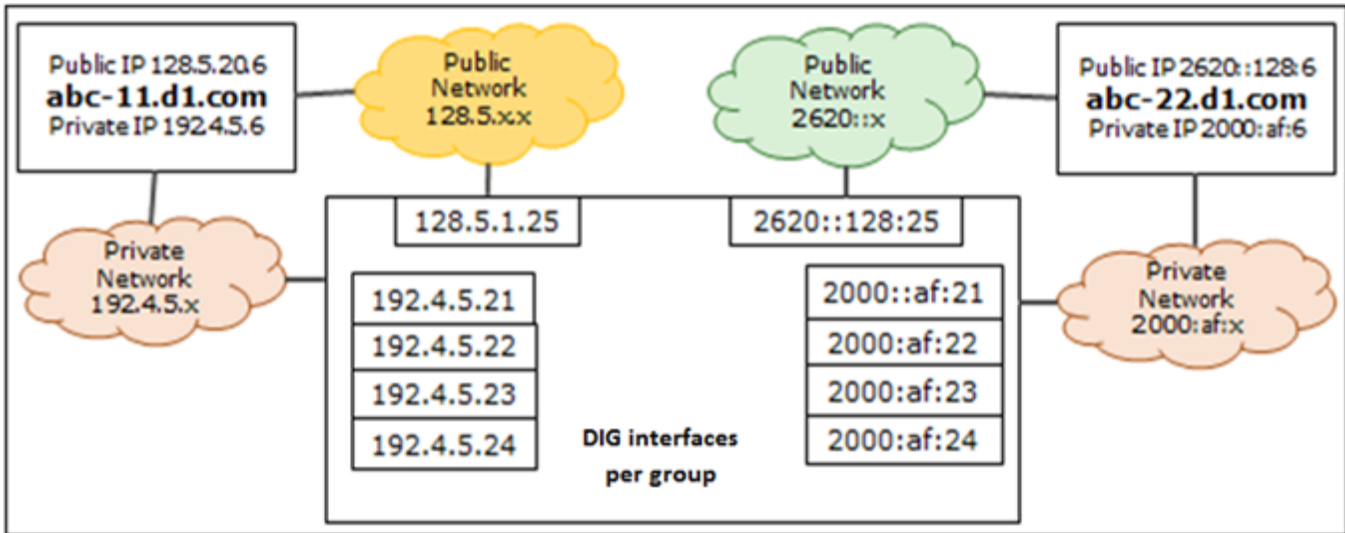 Public IP 128.5.20.6
abc-11.d1.com
Private IP 192.4.5.6
Public
Network
128.5.x.x
Public
Network
2620::x
Public IP 2620::128:6
abc-22.d1.com
Private IP 2000:af:6
Private
Network
192.4.5.x
128.5.1.25
2620::128:25
Private
Network
2000:af:x
192.4.5.21
192.4.5.22
192.4.5.23
192.4.5.24
2000::af:21
2000:af:22
2000:af:23
2000:af:24
DIG interfaces
per group